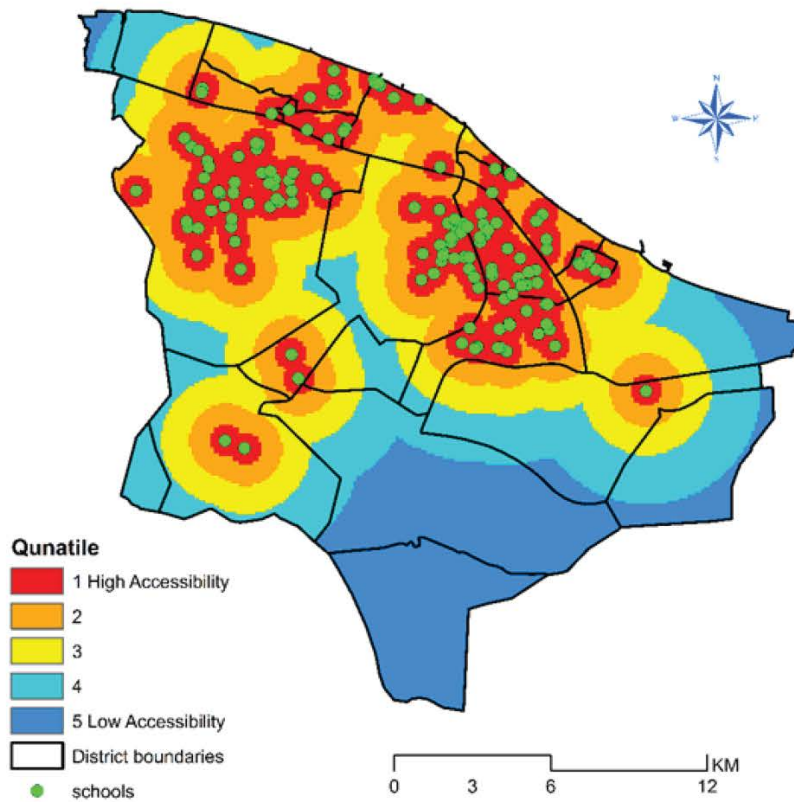 N
W
E
S
Qunatile
1 High Accessibility
2
3
4
5 Low Accessibility
District boundaries
schools
KM
0 3 6 12